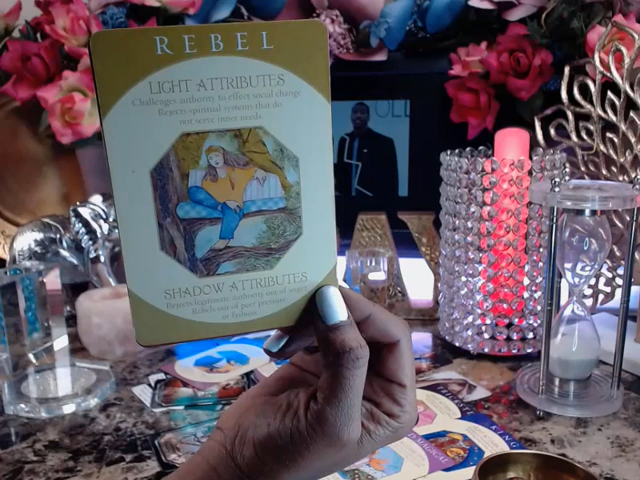 REBEL
LIGHT ATTRIBUTES
Challenges authority to effect social change
Rejects spiritual systems that do
not serve inner needs
SHADOW ATTRIBUTES
Rejects legitimate authority out of anger
Rebels out of peer pressure
or fashion
KING